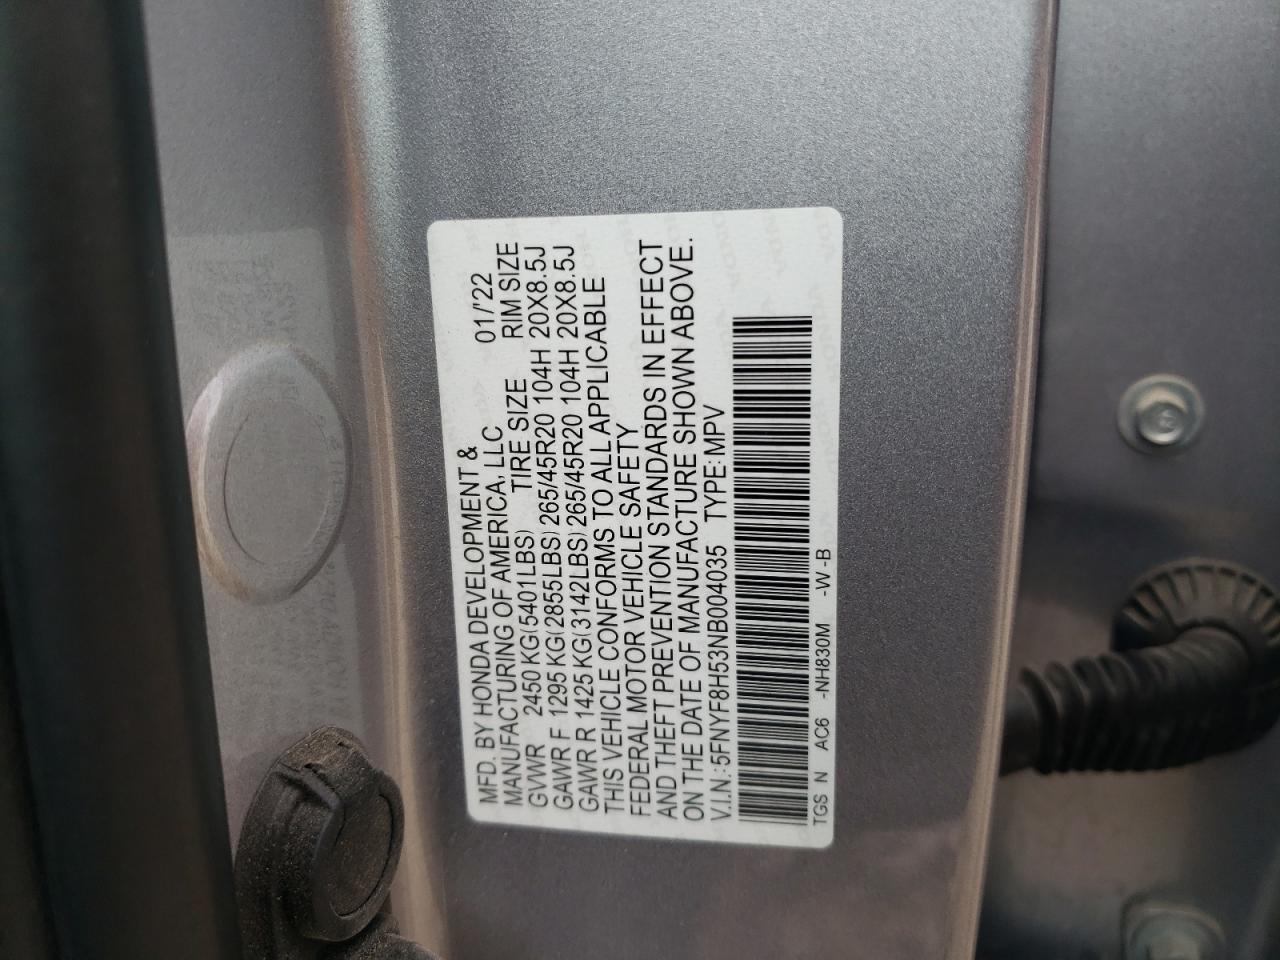 MFD. BY HONDA DEVELOPMENT &
MANUFACTURING OF AMERICA, LLC 01/'22
GVWR 2450 KG(5401LBS) TIRE SIZE RIM SIZE
GAWR F 1295 KG(2855LBS) 265/45R20 104H 20X8.5J
GAWR R 1425 KG(3142LBS) 265/45R20 104H 20X8.5J
THIS VEHICLE CONFORMS TO ALL APPLICABLE
FEDERAL MOTOR VEHICLE SAFETY
AND THEFT PREVENTION STANDARDS IN EFFECT
ON THE DATE OF MANUFACTURE SHOWN ABOVE.
V.I.N.:5FNYF8H53NB004035 TYPE:MPV
TGS N AC6 -NH830M -W -B